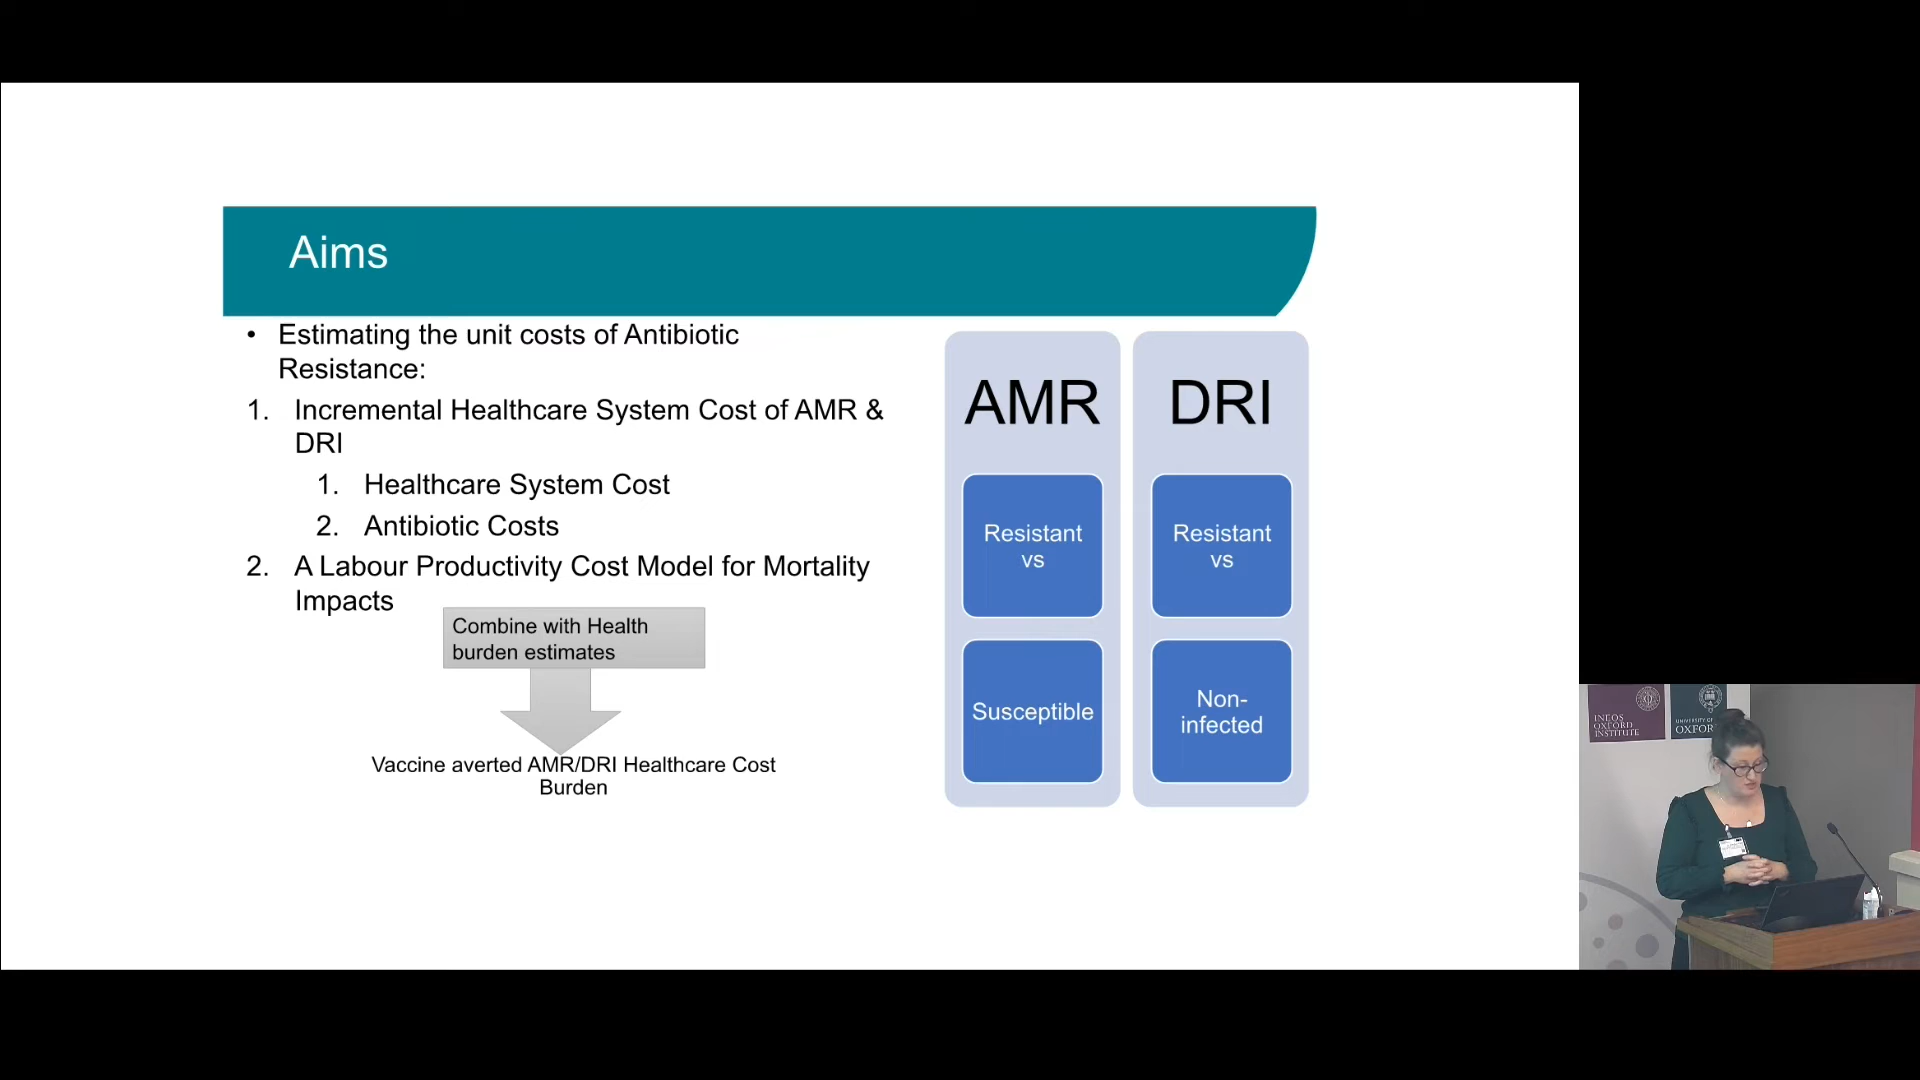 Aims
• Estimating the unit costs of Antibiotic
Resistance:
1. Incremental Healthcare System Cost of AMR &
DRI
1. Healthcare System Cost
2. Antibiotic Costs
2. A Labour Productivity Cost Model for Mortality
Impacts
Combine with Health
burden estimates
Vaccine averted AMR/DRI Healthcare Cost
Burden
AMR
Resistant
vs
Susceptible
DRI
Resistant
vs
Non-
infected
INEOS
OXFORD
INSTITUTE
UNIVERSITY OF
OXFOR